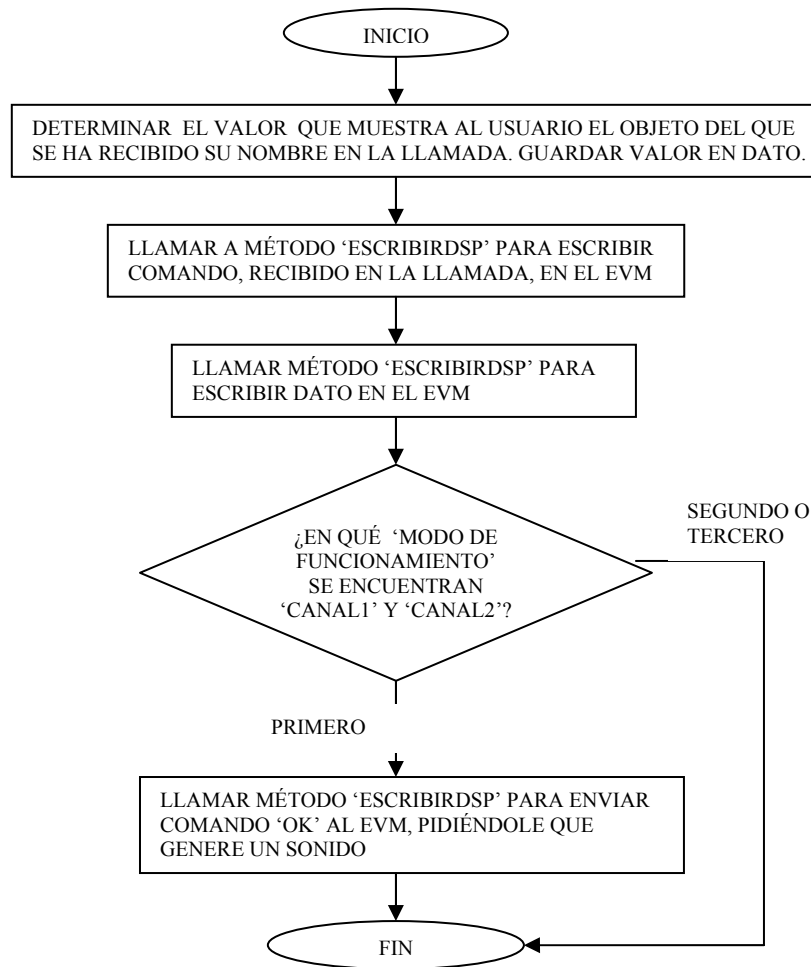 INICIO
DETERMINAR EL VALOR QUE MUESTRA AL USUARIO EL OBJETO DEL QUE
SE HA RECIBIDO SU NOMBRE EN LA LLAMADA. GUARDAR VALOR EN DATO.
LLAMAR A MÉTODO ‘ESCRIBIRDSP’ PARA ESCRIBIR
COMANDO, RECIBIDO EN LA LLAMADA, EN EL EVM
LLAMAR MÉTODO ‘ESCRIBIRDSP’ PARA
ESCRIBIR DATO EN EL EVM
¿EN QUÉ ‘MODO DE
FUNCIONAMIENTO’
SE ENCUENTRAN
‘CANAL1’ Y ‘CANAL2’?
SEGUNDO O
TERCERO
PRIMERO
LLAMAR MÉTODO ‘ESCRIBIRDSP’ PARA ENVIAR
COMANDO ‘OK’ AL EVM, PIDIÉNDOLE QUE
GENERE UN SONIDO
FIN